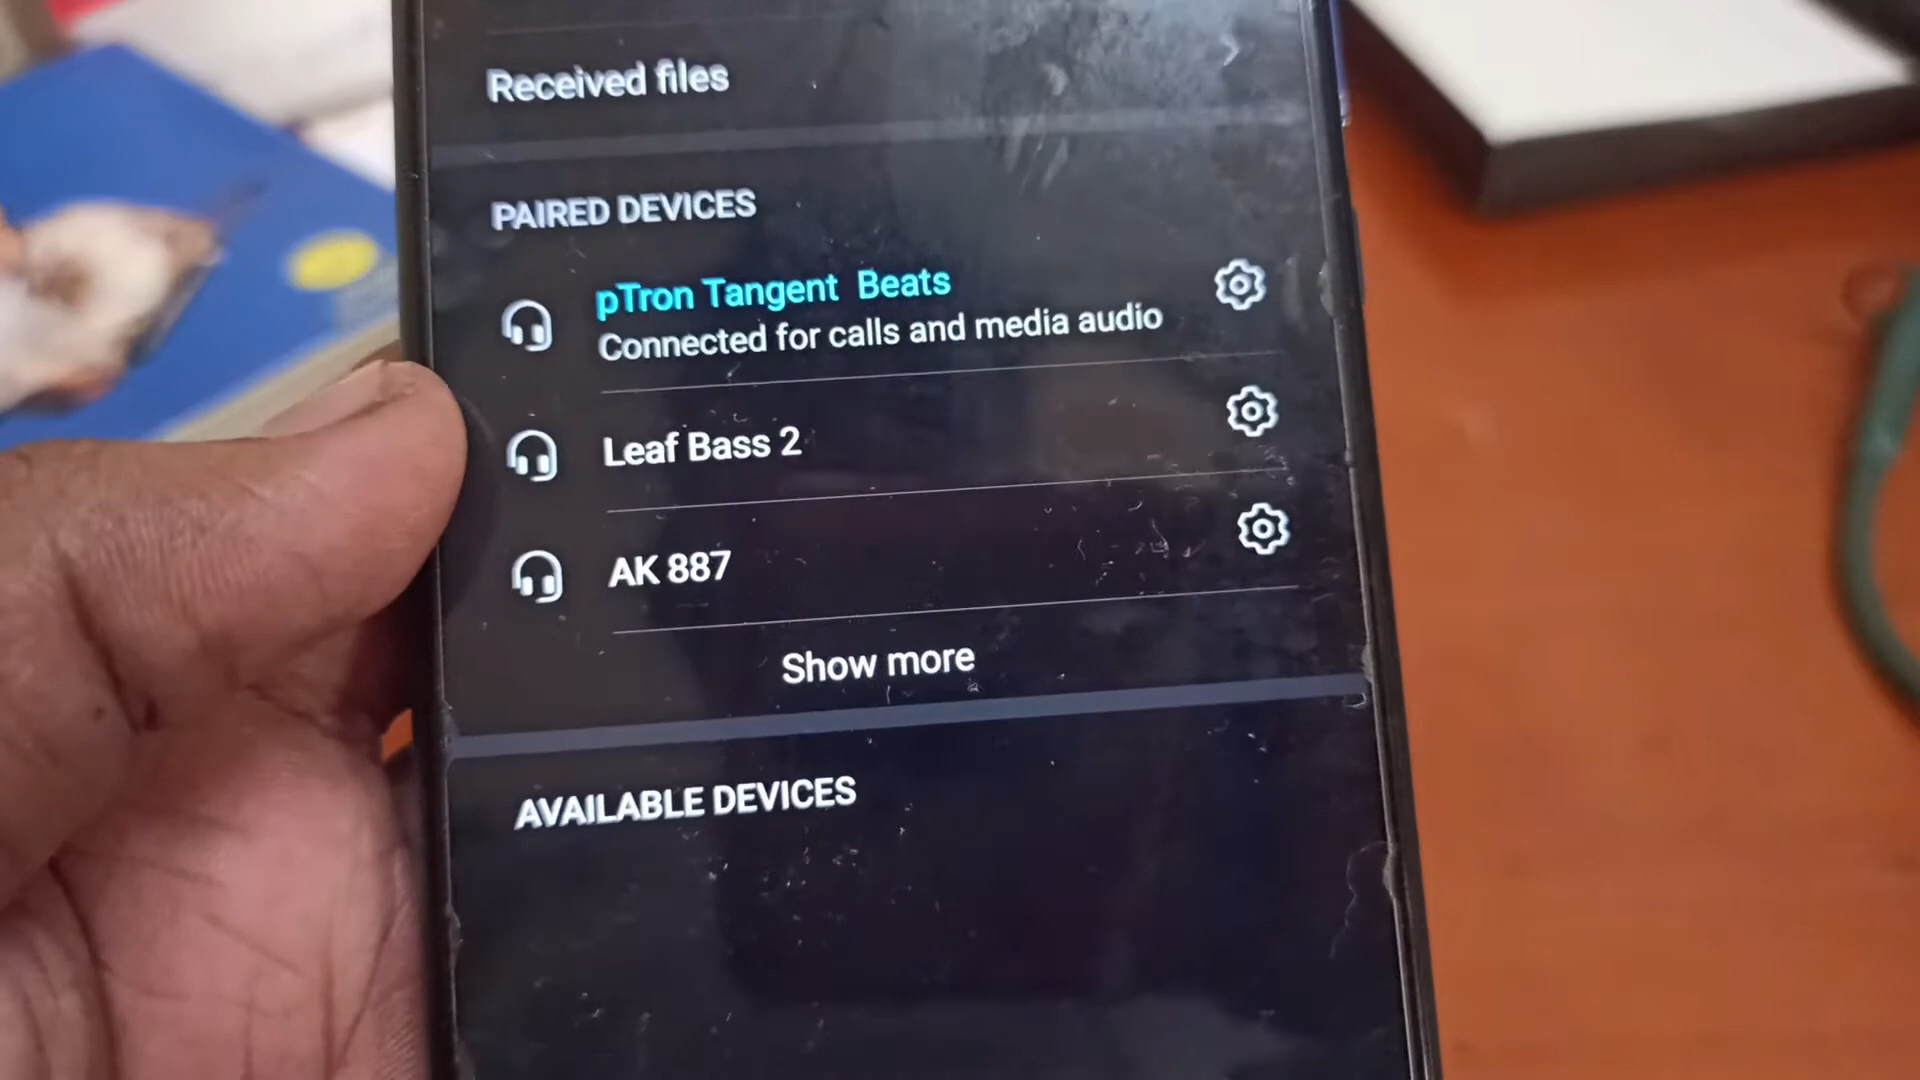 Received files
PAIRED DEVICES
pTron Tangent Beats
Connected for calls and media audio
Leaf Bass 2
AK 887
Show more
AVAILABLE DEVICES